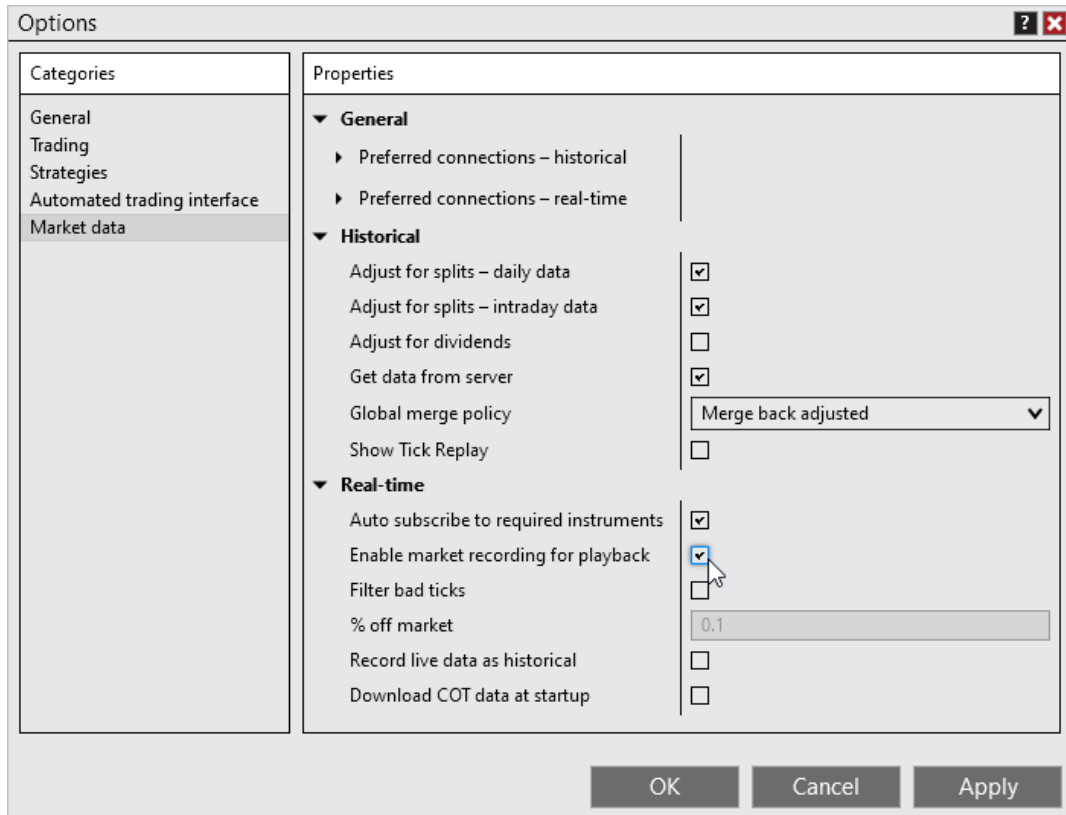 Options
Categories
General
Trading
Strategies
Automated trading interface
Market data
Properties
General
Preferred connections – historical
Preferred connections – real-time
Historical
Adjust for splits – daily data
Adjust for splits – intraday data
Adjust for dividends
Get data from server
Global merge policy Merge back adjusted
Show Tick Replay
Real-time
Auto subscribe to required instruments
Enable market recording for playback
Filter bad ticks
% off market 0.1
Record live data as historical
Download COT data at startup
OK Cancel Apply